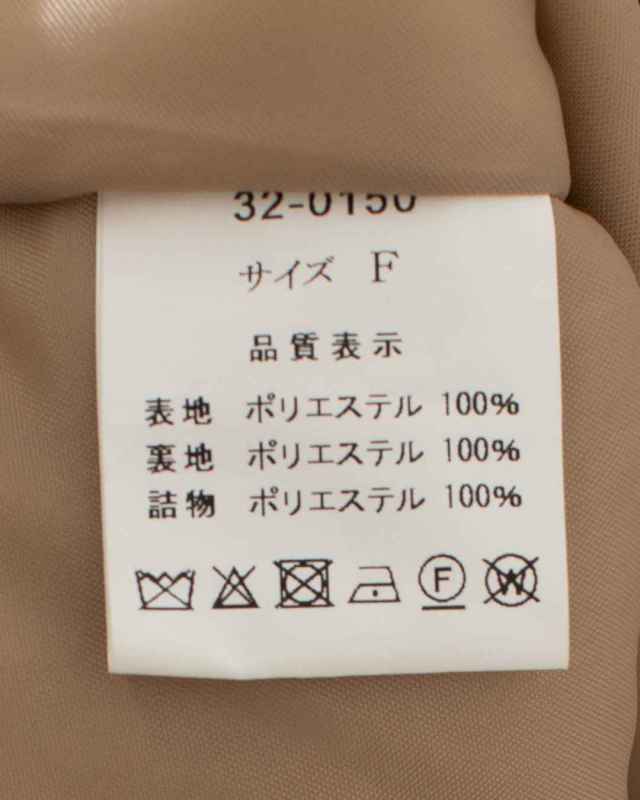 32-0150
サイズ F
品質表示
表地 ポリエステル 100%
裏地 ポリエステル 100%
詰物 ポリエステル 100%
F W